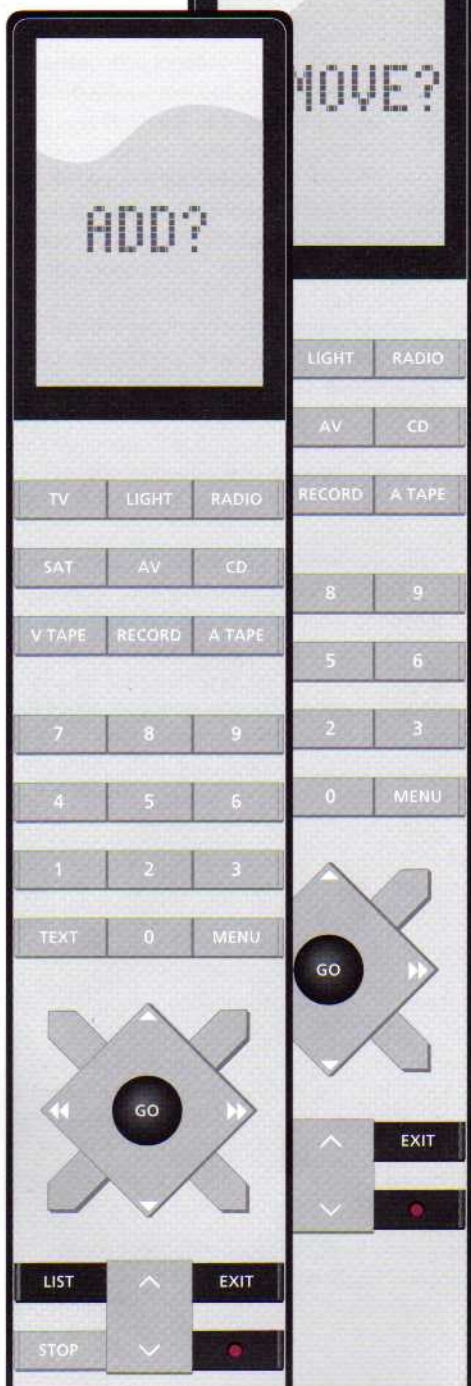 ADD?
TV LIGHT RADIO
SAT AV CD
V TAPE RECORD A TAPE
7 8 9
4 5 6
1 2 3
TEXT 0 MENU
GO
LIST EXIT
STOP
MOVE?
LIGHT RADIO
AV CD
RECORD A TAPE
8 9
5 6
2 3
0 MENU
GO
EXIT